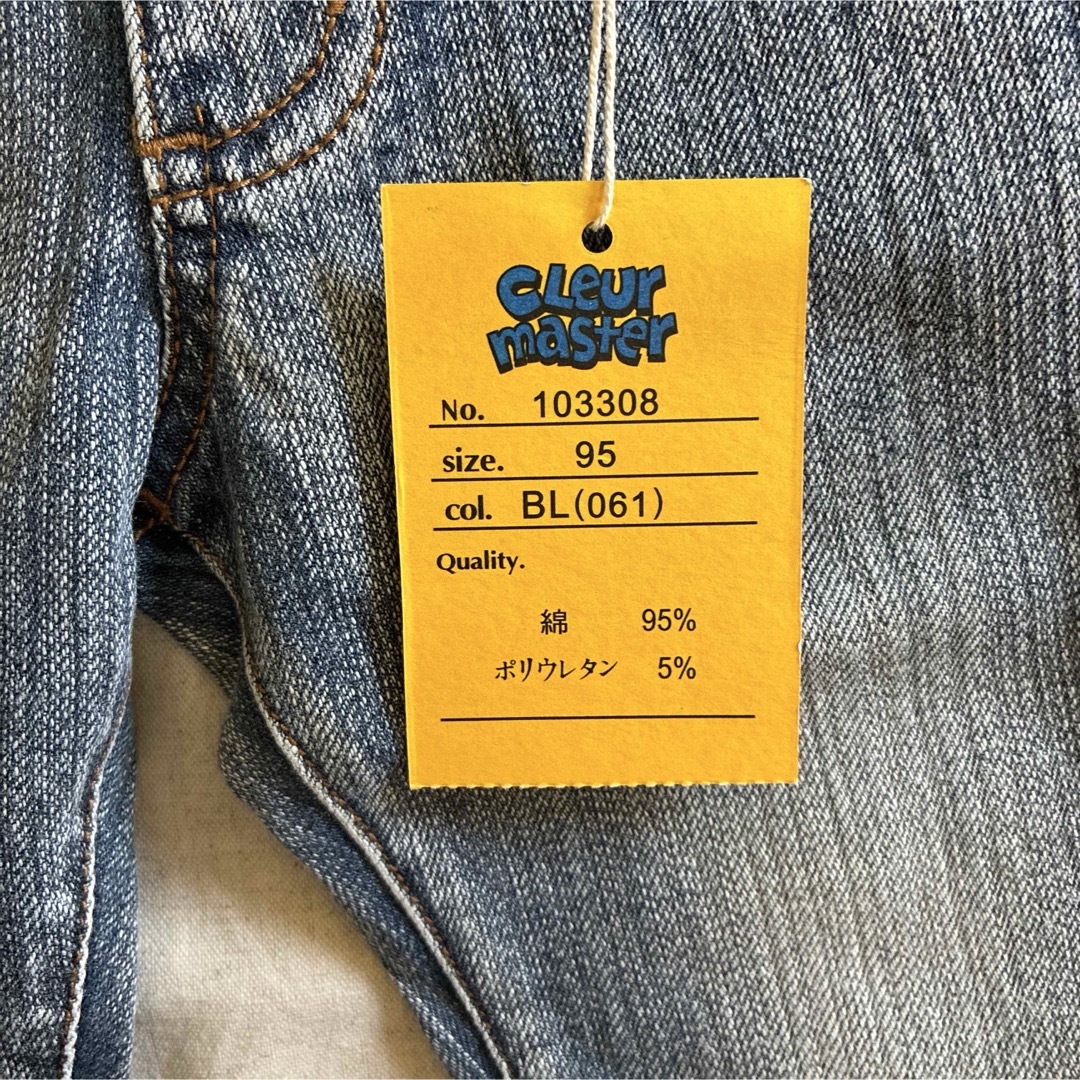 CLeur
master
No. 103308
size. 95
col. BL(061)
Quality.
綿 95%
ポリウレタン 5%